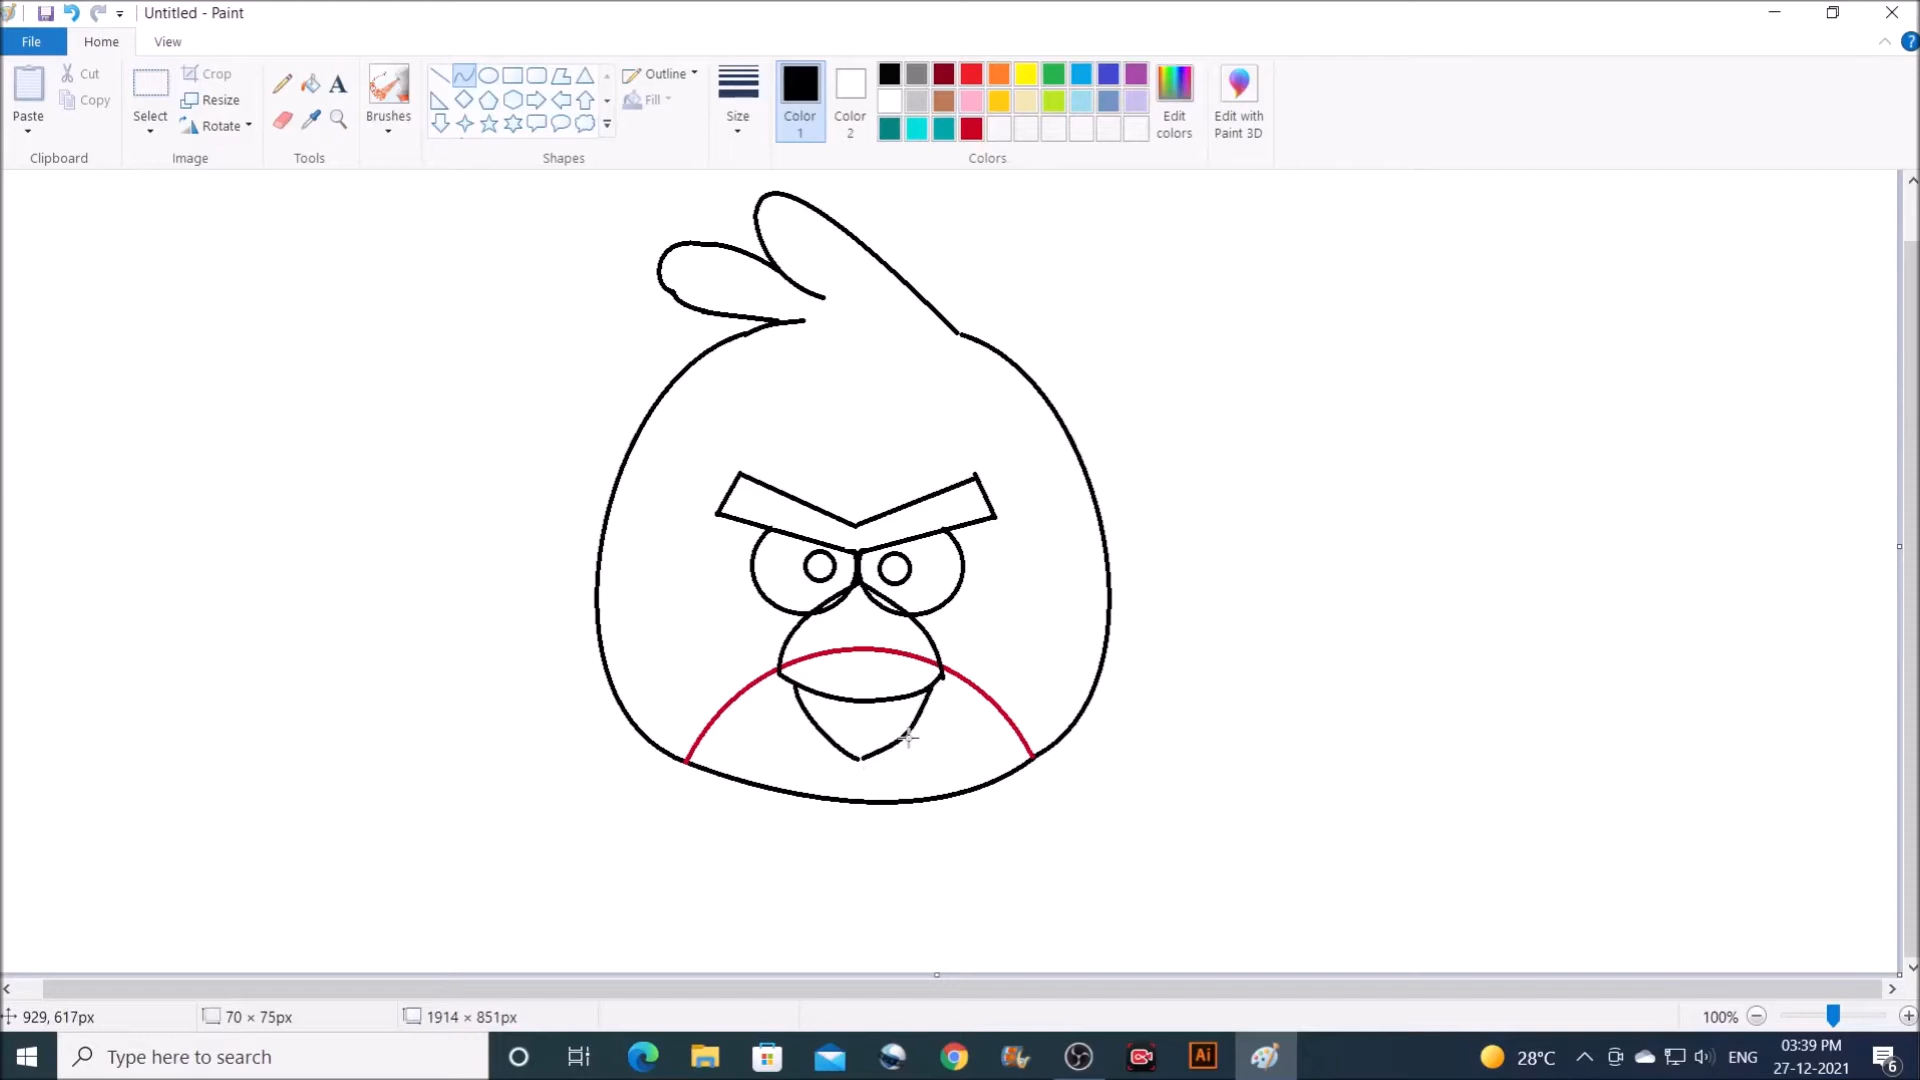 Untitled - Paint
File Home View
Paste
Cut
Copy
Clipboard
Select
Crop
Resize
Rotate
Image
A
Tools
Brushes
Outline
Fill
Shapes
Size
Color 1
Color 2
Edit colors
Edit with Paint 3D
Colors
929, 617px 70 × 75px 1914 × 851px 100%
Type here to search
Ai
28°C
ENG
03:39 PM
27-12-2021
6